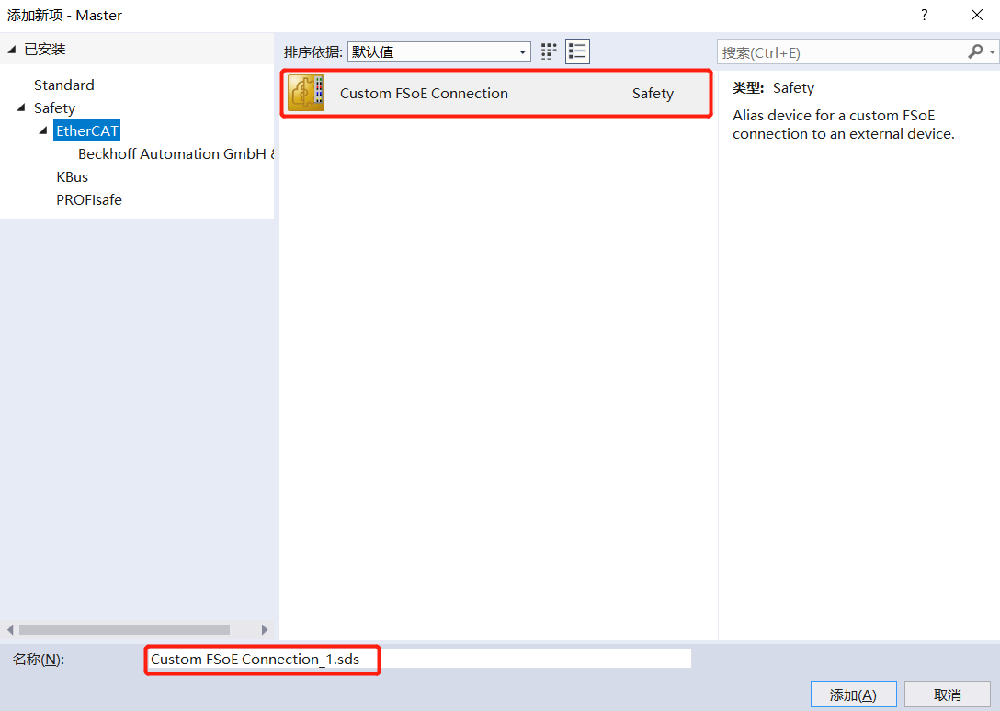 添加新项 - Master
?
已安装
排序依据: 默认值
搜索(Ctrl+E)
Standard
Safety
EtherCAT
Beckhoff Automation GmbH &
KBus
PROFIsafe
Custom FSoE Connection Safety
类型: Safety
Alias device for a custom FSoE
connection to an external device.
名称(N): Custom FSoE Connection_1.sds
添加(A) 取消